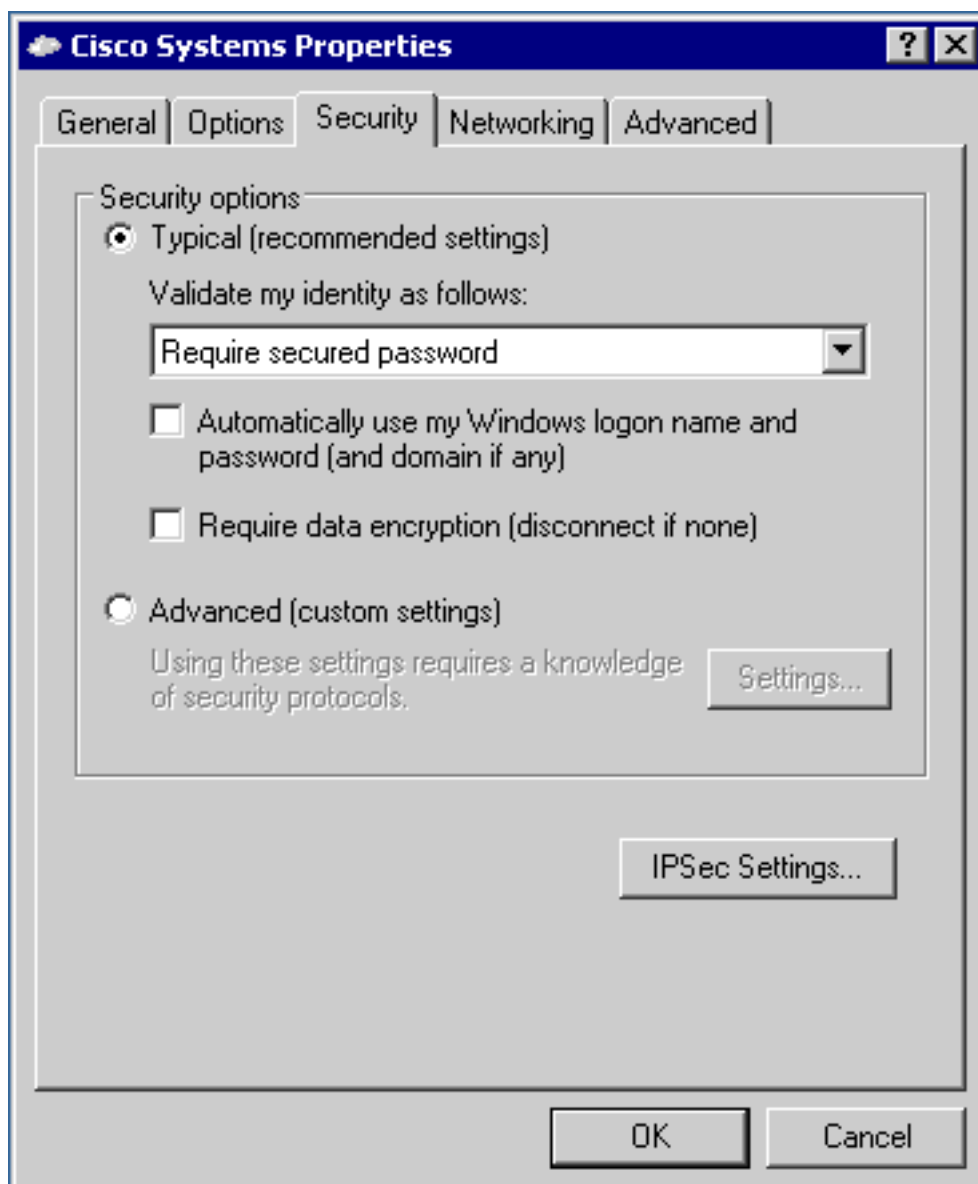 Cisco Systems Properties
General Options Security Networking Advanced
Security options
Typical (recommended settings)
Validate my identity as follows:
Require secured password
Automatically use my Windows logon name and
password (and domain if any)
Require data encryption (disconnect if none)
Advanced (custom settings)
Using these settings requires a knowledge
of security protocols.
Settings...
IPSec Settings...
OK Cancel